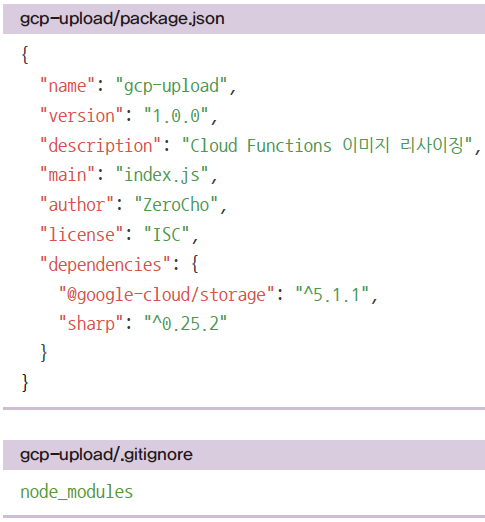 gcp-upload/package.json
{
  "name": "gcp-upload",
  "version": "1.0.0",
  "description": "Cloud Functions 이미지 리사이징",
  "main": "index.js",
  "author": "ZeroCho",
  "license": "ISC",
  "dependencies": {
    "@google-cloud/storage": "^5.1.1",
    "sharp": "^0.25.2"
  }
}
gcp-upload/.gitignore
node_modules